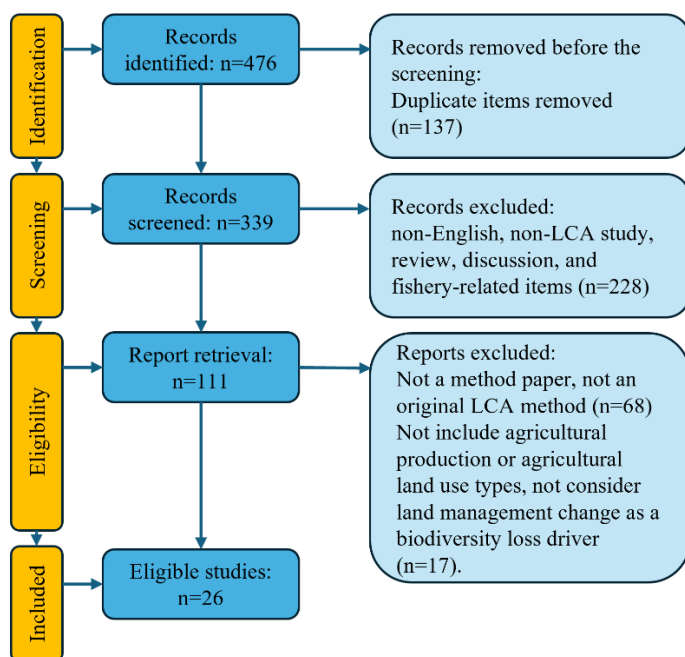 Identification
Records
identified: n=476
Records removed before the
screening:
Duplicate items removed
(n=137)
Screening
Records
screened: n=339
Records excluded:
non-English, non-LCA study,
review, discussion, and
fishery-related items (n=228)
Eligibility
Report retrieval:
n=111
Reports excluded:
Not a method paper, not an
original LCA method (n=68)
Not include agricultural
production or agricultural
land use types, not consider
land management change as a
biodiversity loss driver
(n=17).
Included
Eligible studies:
n=26